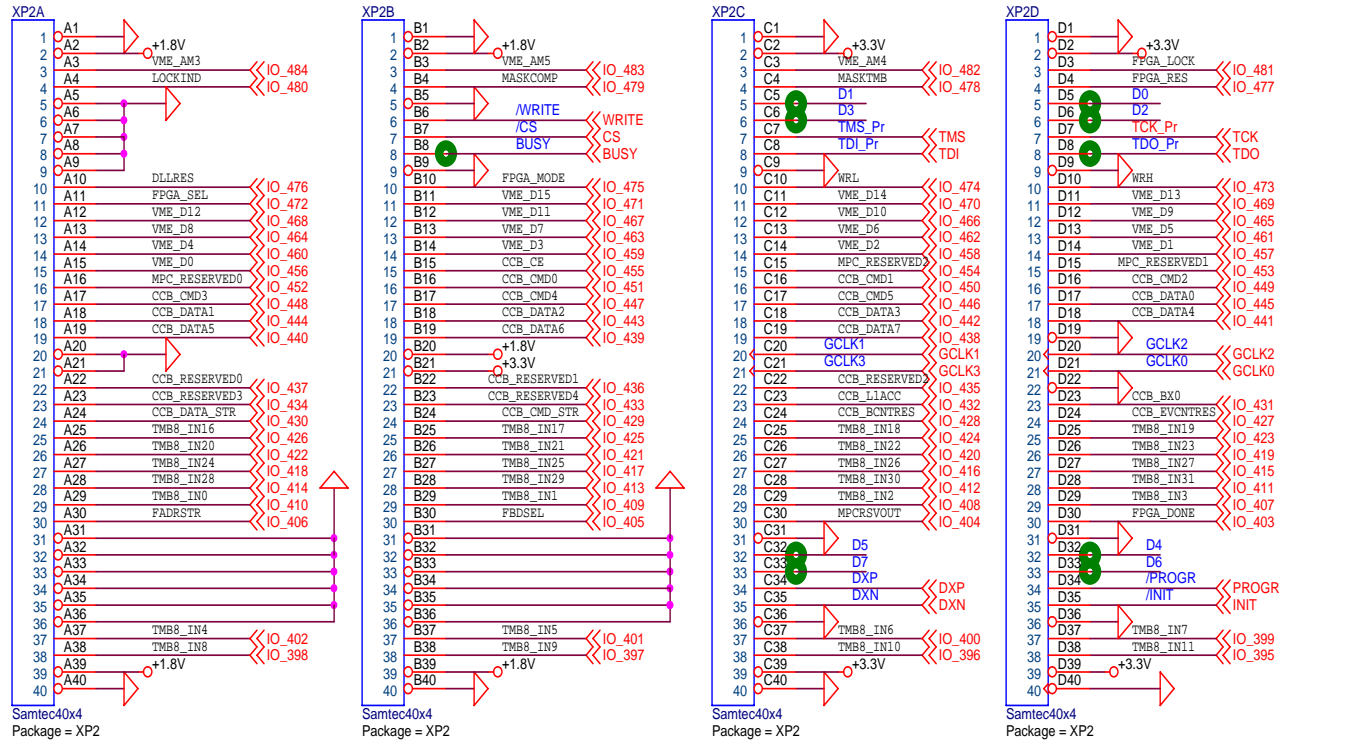 XP2A
1 A1
2 A2 +1.8V
3 A3 VME_AM3 IO_484
4 A4 LOCKIND IO_480
5 A5
6 A6
7 A7
8 A8
9 A9
10 A10 DLLRES IO_476
11 A11 FPGA_SEL IO_472
12 A12 VME_D12 IO_468
13 A13 VME_D8 IO_464
14 A14 VME_D4 IO_460
15 A15 VME_D0 IO_456
16 A16 MPC_RESERVED0 IO_452
17 A17 CCB_CMD3 IO_448
18 A18 CCB_DATA1 IO_444
19 A19 CCB_DATA5 IO_440
20 A20
21 A21
22 A22 CCB_RESERVED0 IO_437
23 A23 CCB_RESERVED3 IO_434
24 A24 CCB_DATA_STR IO_430
25 A25 TMB8_IN16 IO_426
26 A26 TMB8_IN20 IO_422
27 A27 TMB8_IN24 IO_418
28 A28 TMB8_IN28 IO_414
29 A29 TMB8_IN0 IO_410
30 A30 FADRSTR IO_406
31 A31
32 A32
33 A33
34 A34
35 A35
36 A36
37 A37 TMB8_IN4 IO_402
38 A38 TMB8_IN8 IO_398
39 A39 +1.8V
40 A40
Samtec40x4
Package = XP2
XP2B
1 B1
2 B2 +1.8V
3 B3 VME_AM5 IO_483
4 B4 MASKCOMP IO_479
5 B5
6 B6 /WRITE WRITE
7 B7 /CS CS
8 B8 BUSY BUSY
9 B9
10 B10 FPGA_MODE IO_475
11 B11 VME_D15 IO_471
12 B12 VME_D11 IO_467
13 B13 VME_D7 IO_463
14 B14 VME_D3 IO_459
15 B15 CCB_CE IO_455
16 B16 CCB_CMD0 IO_451
17 B17 CCB_CMD4 IO_447
18 B18 CCB_DATA2 IO_443
19 B19 CCB_DATA6 IO_439
20 B20 +1.8V
21 B21 +3.3V
22 B22 CCB_RESERVED1 IO_436
23 B23 CCB_RESERVED4 IO_433
24 B24 CCB_CMD_STR IO_429
25 B25 TMB8_IN17 IO_425
26 B26 TMB8_IN21 IO_421
27 B27 TMB8_IN25 IO_417
28 B28 TMB8_IN29 IO_413
29 B29 TMB8_IN1 IO_409
30 B30 FBDSEL IO_405
31 B31
32 B32
33 B33
34 B34
35 B35
36 B36
37 B37 TMB8_IN5 IO_401
38 B38 TMB8_IN9 IO_397
39 B39 +1.8V
40 B40
Samtec40x4
Package = XP2
XP2C
1 C1
2 C2 +3.3V
3 C3 VME_AM4 IO_482
4 C4 MASKTMB IO_478
5 C5 D1
6 C6 D3
7 C7 TMS_Pr TMS
8 C8 TDI_Pr TDI
9 C9
10 C10 WRL IO_474
11 C11 VME_D14 IO_470
12 C12 VME_D10 IO_466
13 C13 VME_D6 IO_462
14 C14 VME_D2 IO_458
15 C15 MPC_RESERVED2 IO_454
16 C16 CCB_CMD1 IO_450
17 C17 CCB_CMD5 IO_446
18 C18 CCB_DATA3 IO_442
19 C19 CCB_DATA7 IO_438
20 C20 GCLK1 GCLK1
21 C21 GCLK3 GCLK3
22 C22 CCB_RESERVED2 IO_435
23 C23 CCB_L1ACC IO_432
24 C24 CCB_BCNTRES IO_428
25 C25 TMB8_IN18 IO_424
26 C26 TMB8_IN22 IO_420
27 C27 TMB8_IN26 IO_416
28 C28 TMB8_IN30 IO_412
29 C29 TMB8_IN2 IO_408
30 C30 MPCRSVOUT IO_404
31 C31
32 C32 D5
33 C33 D7
34 C34 DXP DXP
35 C35 DXN DXN
36 C36
37 C37 TMB8_IN6 IO_400
38 C38 TMB8_IN10 IO_396
39 C39 +3.3V
40 C40
Samtec40x4
Package = XP2
XP2D
1 D1
2 D2 +3.3V
3 D3 FPGA_LOCK IO_481
4 D4 FPGA_RES IO_477
5 D5 D0
6 D6 D2
7 D7 TCK_Pr TCK
8 D8 TDO_Pr TDO
9 D9
10 D10 WRH IO_473
11 D11 VME_D13 IO_469
12 D12 VME_D9 IO_465
13 D13 VME_D5 IO_461
14 D14 VME_D1 IO_457
15 D15 MPC_RESERVED1 IO_453
16 D16 CCB_CMD2 IO_449
17 D17 CCB_DATA0 IO_445
18 D18 CCB_DATA4 IO_441
19 D19
20 D20 GCLK2 GCLK2
21 D21 GCLK0 GCLK0
22 D22
23 D23 CCB_BX0 IO_431
24 D24 CCB_EVCNTRES IO_427
25 D25 TMB8_IN19 IO_423
26 D26 TMB8_IN23 IO_419
27 D27 TMB8_IN27 IO_415
28 D28 TMB8_IN31 IO_411
29 D29 TMB8_IN3 IO_407
30 D30 FPGA_DONE IO_403
31 D31
32 D32 D4
33 D33 D6
34 D34 /PROGR PROGR
35 D35 /INIT INIT
36 D36
37 D37 TMB8_IN7 IO_399
38 D38 TMB8_IN11 IO_395
39 D39 +3.3V
40 D40
Samtec40x4
Package = XP2